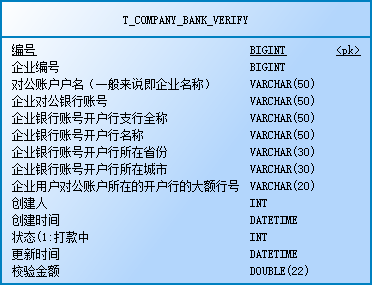 T_COMPANY_BANK_VERIFY
编号 BIGINT <pk>
企业编号 BIGINT
对公账户户名（一般来说即企业名称） VARCHAR(50)
企业对公银行账号 VARCHAR(50)
企业银行账号开户行支行全称 VARCHAR(50)
企业银行账号开户行名称 VARCHAR(50)
企业银行账号开户行所在省份 VARCHAR(30)
企业银行账号开户行所在城市 VARCHAR(30)
企业用户对公账户所在的开户行的大额行号 VARCHAR(20)
创建人 INT
创建时间 DATETIME
状态(1:打款中 INT
更新时间 DATETIME
校验金额 DOUBLE(22)